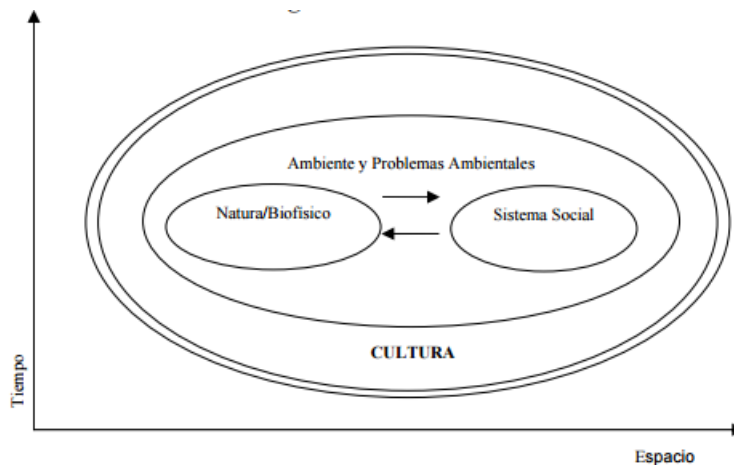 Ambiente y Problemas Ambientales
Natura/Biofísico
Sistema Social
CULTURA
Tiempo
Espacio